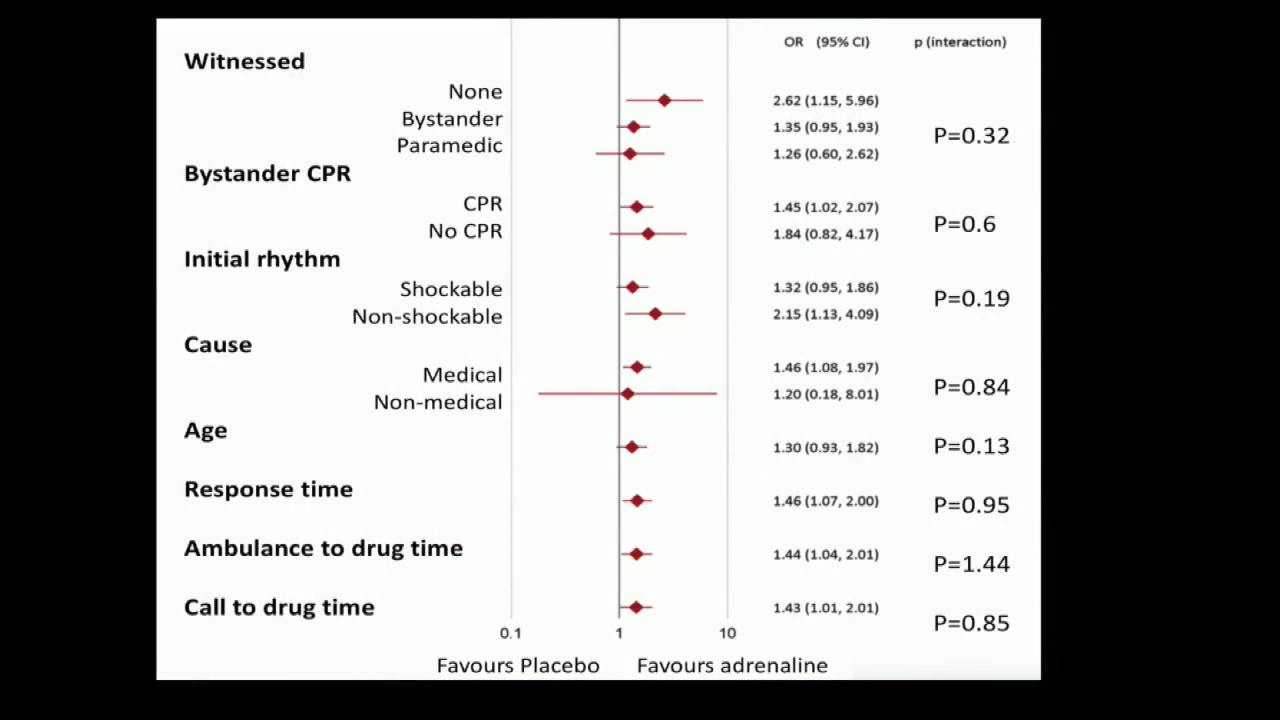 OR (95% CI) p (interaction)
Witnessed
None 2.62 (1.15, 5.96)
Bystander 1.35 (0.95, 1.93) P=0.32
Paramedic 1.26 (0.60, 2.62)
Bystander CPR
CPR 1.45 (1.02, 2.07)
No CPR 1.84 (0.82, 4.17) P=0.6
Initial rhythm
Shockable 1.32 (0.95, 1.86) P=0.19
Non-shockable 2.15 (1.13, 4.09)
Cause
Medical 1.46 (1.08, 1.97) P=0.84
Non-medical 1.20 (0.18, 8.01)
Age 1.30 (0.93, 1.82) P=0.13
Response time 1.46 (1.07, 2.00) P=0.95
Ambulance to drug time 1.44 (1.04, 2.01) P=1.44
Call to drug time 1.43 (1.01, 2.01) P=0.85
0.1 1 10
Favours Placebo Favours adrenaline